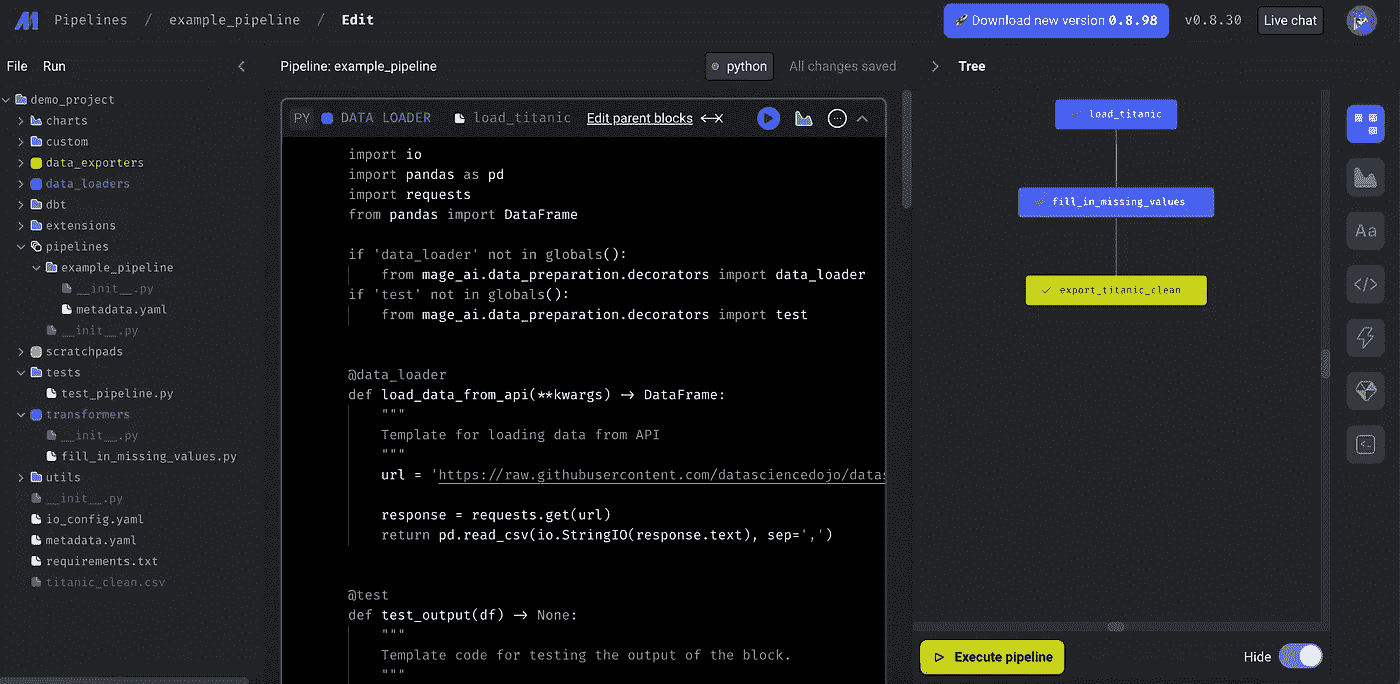 Pipelines / example_pipeline / Edit
Download new version 0.8.98 v0.8.30 Live chat
File Run
demo_project
charts
custom
data_exporters
data_loaders
dbt
extensions
pipelines
example_pipeline
__init__.py
metadata.yaml
__init__.py
scratchpads
tests
test_pipeline.py
transformers
__init__.py
fill_in_missing_values.py
utils
__init__.py
io_config.yaml
metadata.yaml
requirements.txt
titanic_clean.csv
Pipeline: example_pipeline python All changes saved
PY DATA LOADER load_titanic Edit parent blocks
import io
import pandas as pd
import requests
from pandas import DataFrame
if 'data_loader' not in globals():
from mage_ai.data_preparation.decorators import data_loader
if 'test' not in globals():
from mage_ai.data_preparation.decorators import test
@data_loader
def load_data_from_api(**kwargs) → DataFrame:
"""
Template for loading data from API
"""
url = 'https://raw.githubusercontent.com/datasciencedojo/datas
response = requests.get(url)
return pd.read_csv(io.StringIO(response.text), sep=',')
@test
def test_output(df) → None:
"""
Template code for testing the output of the block.
"""
Tree
load_titanic
fill_in_missing_values
export_titanic_clean
Aa
</>
Execute pipeline Hide